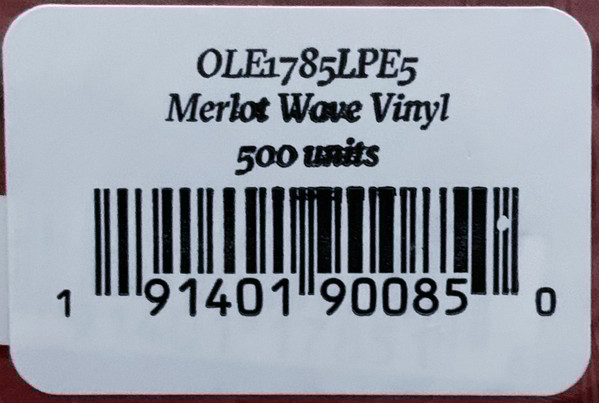 OLE1785LPE5
Merlot Wave Vinyl
500 units
1 91401 90085 0